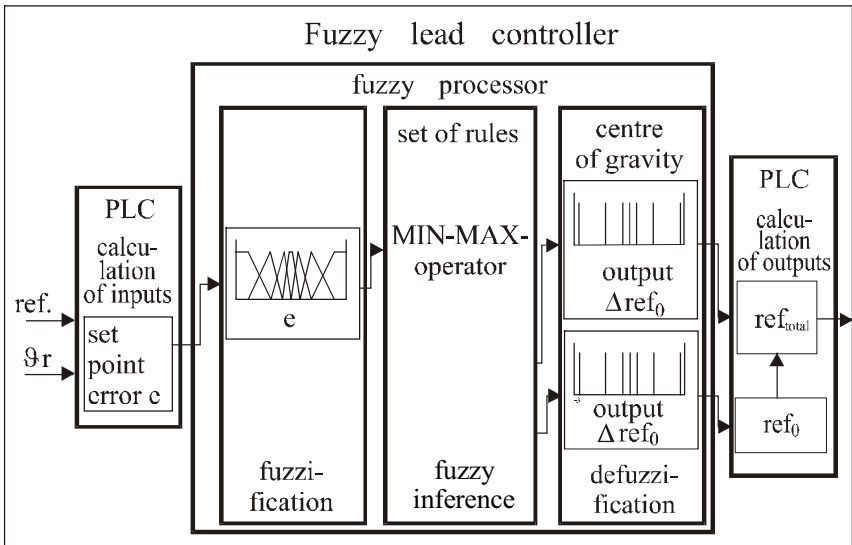 Fuzzy lead controller
fuzzy processor
ref.
ϑr
PLC
calcu-
lation
of inputs
set
point
error e
e
fuzzi-
fication
set of rules
MIN-MAX-
operator
fuzzy
inference
centre
of gravity
output
Δref₀
output
Δref₀
defuzzi-
fication
PLC
calcu-
lation
of outputs
ref_total
ref₀